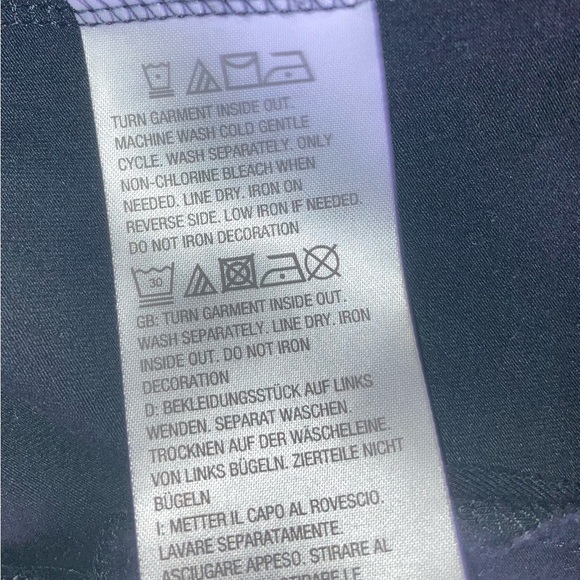 TURN GARMENT INSIDE OUT.
MACHINE WASH COLD GENTLE
CYCLE. WASH SEPARATELY. ONLY
NON-CHLORINE BLEACH WHEN
NEEDED. LINE DRY. IRON ON
REVERSE SIDE. LOW IRON IF NEEDED.
DO NOT IRON DECORATION
30
GB: TURN GARMENT INSIDE OUT.
WASH SEPARATELY. LINE DRY. IRON
INSIDE OUT. DO NOT IRON
DECORATION
D: BEKLEIDUNGSSTÜCK AUF LINKS
WENDEN. SEPARAT WASCHEN.
TROCKNEN AUF DER WÄSCHELEINE.
VON LINKS BÜGELN. ZIERTEILE NICHT
BÜGELN
I: METTER IL CAPO AL ROVESCIO.
LAVARE SEPARATAMENTE.
ASCIUGARE APPESO. STIRARE AL
STIRARE LE